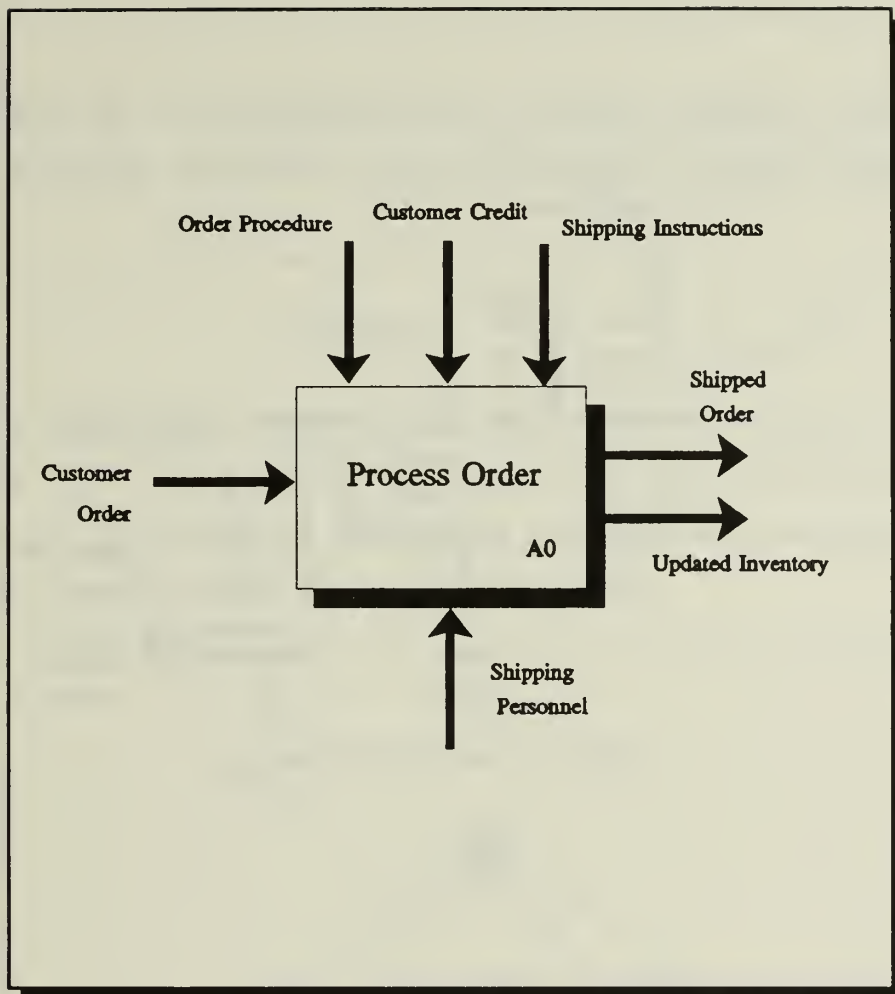 Order Procedure
Customer Credit
Shipping Instructions
Shipped
Order
Customer
Order
Process Order
A0
Updated Inventory
Shipping
Personnel